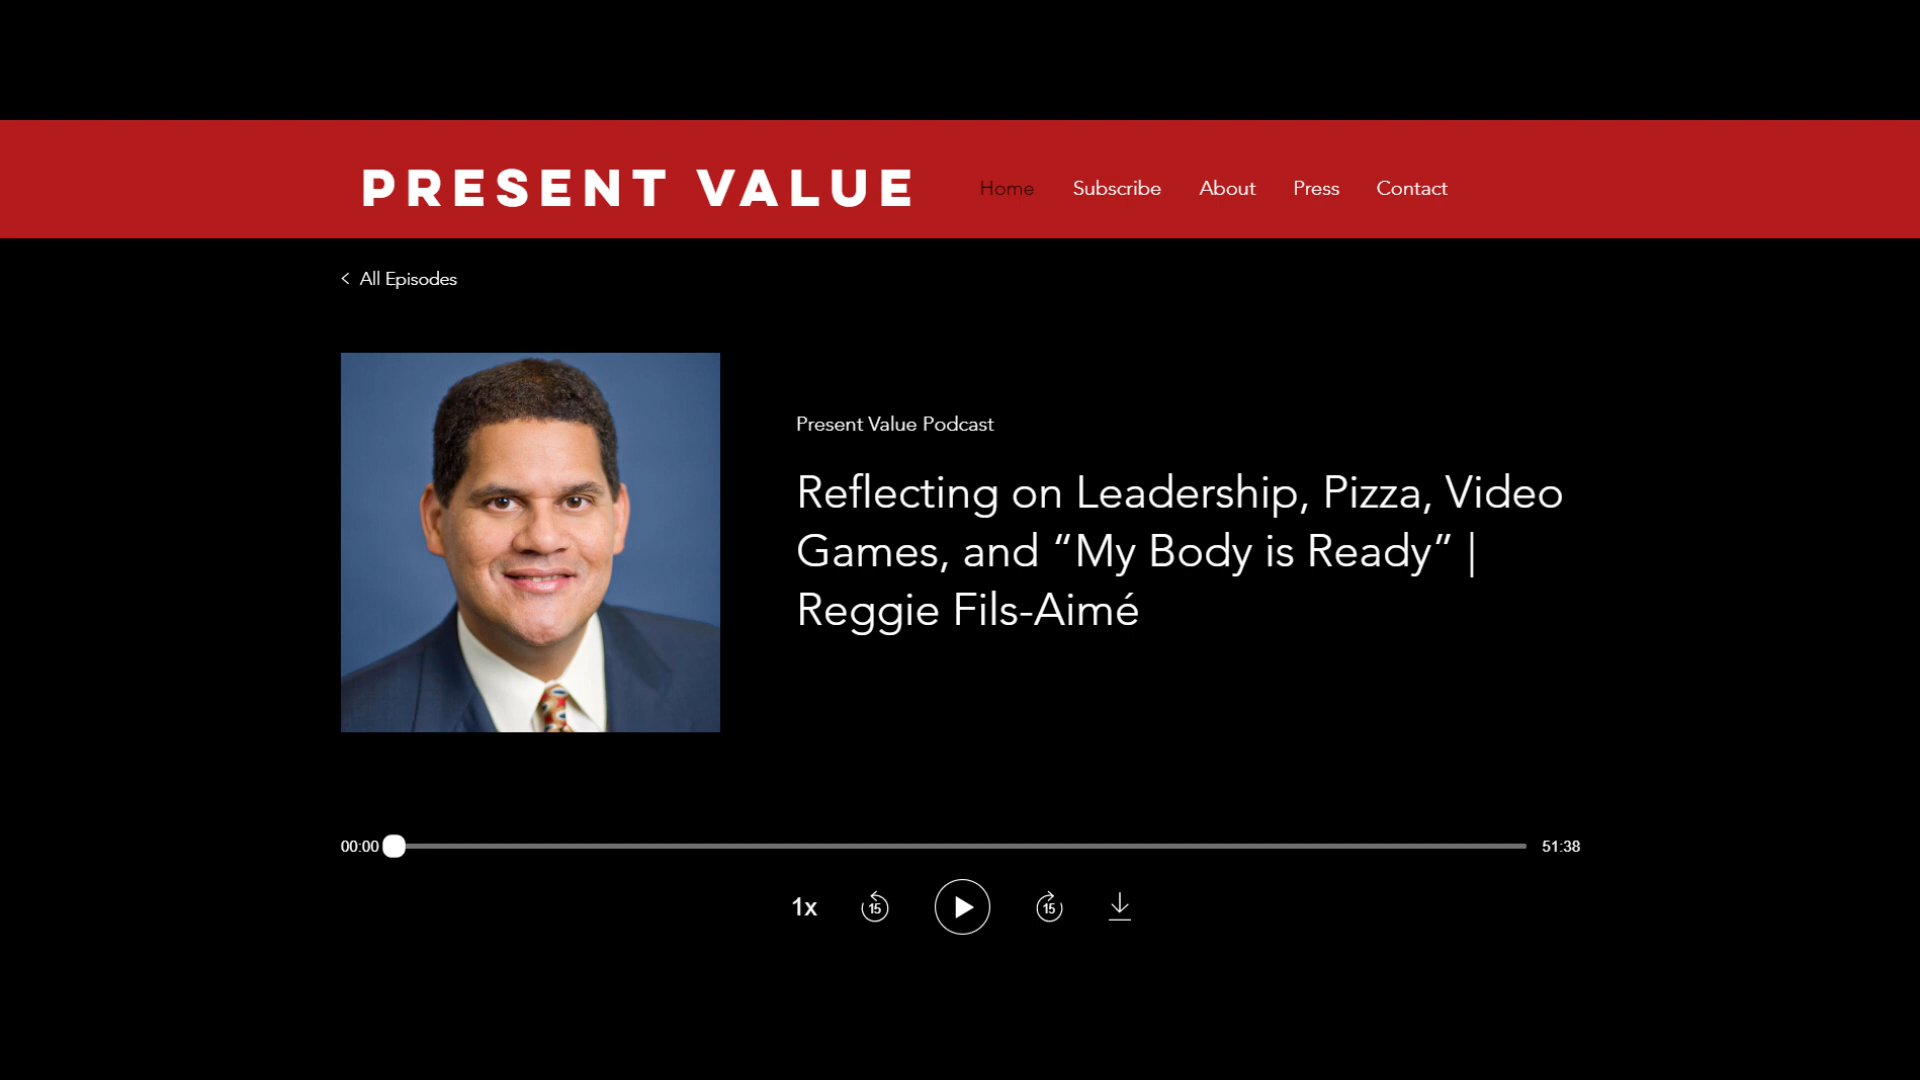 PRESENT VALUE
Home Subscribe About Press Contact
< All Episodes
Present Value Podcast
Reflecting on Leadership, Pizza, Video
Games, and “My Body is Ready” |
Reggie Fils-Aimé
00:00 51:38
1x 15 15